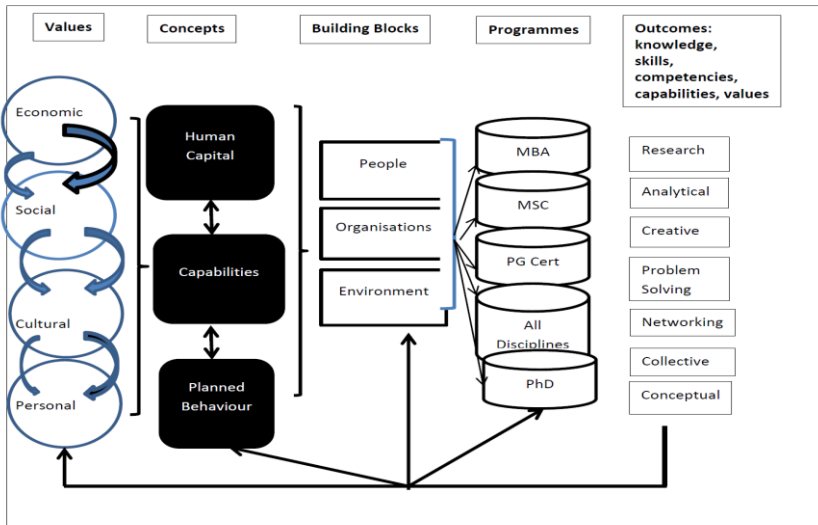 Values
Concepts
Building Blocks
Programmes
Outcomes:
knowledge,
skills,
competencies,
capabilities, values
Economic
Social
Cultural
Personal
Human
Capital
Capabilities
Planned
Behaviour
People
Organisations
Environment
MBA
MSC
PG Cert
All
Disciplines
PhD
Research
Analytical
Creative
Problem
Solving
Networking
Collective
Conceptual